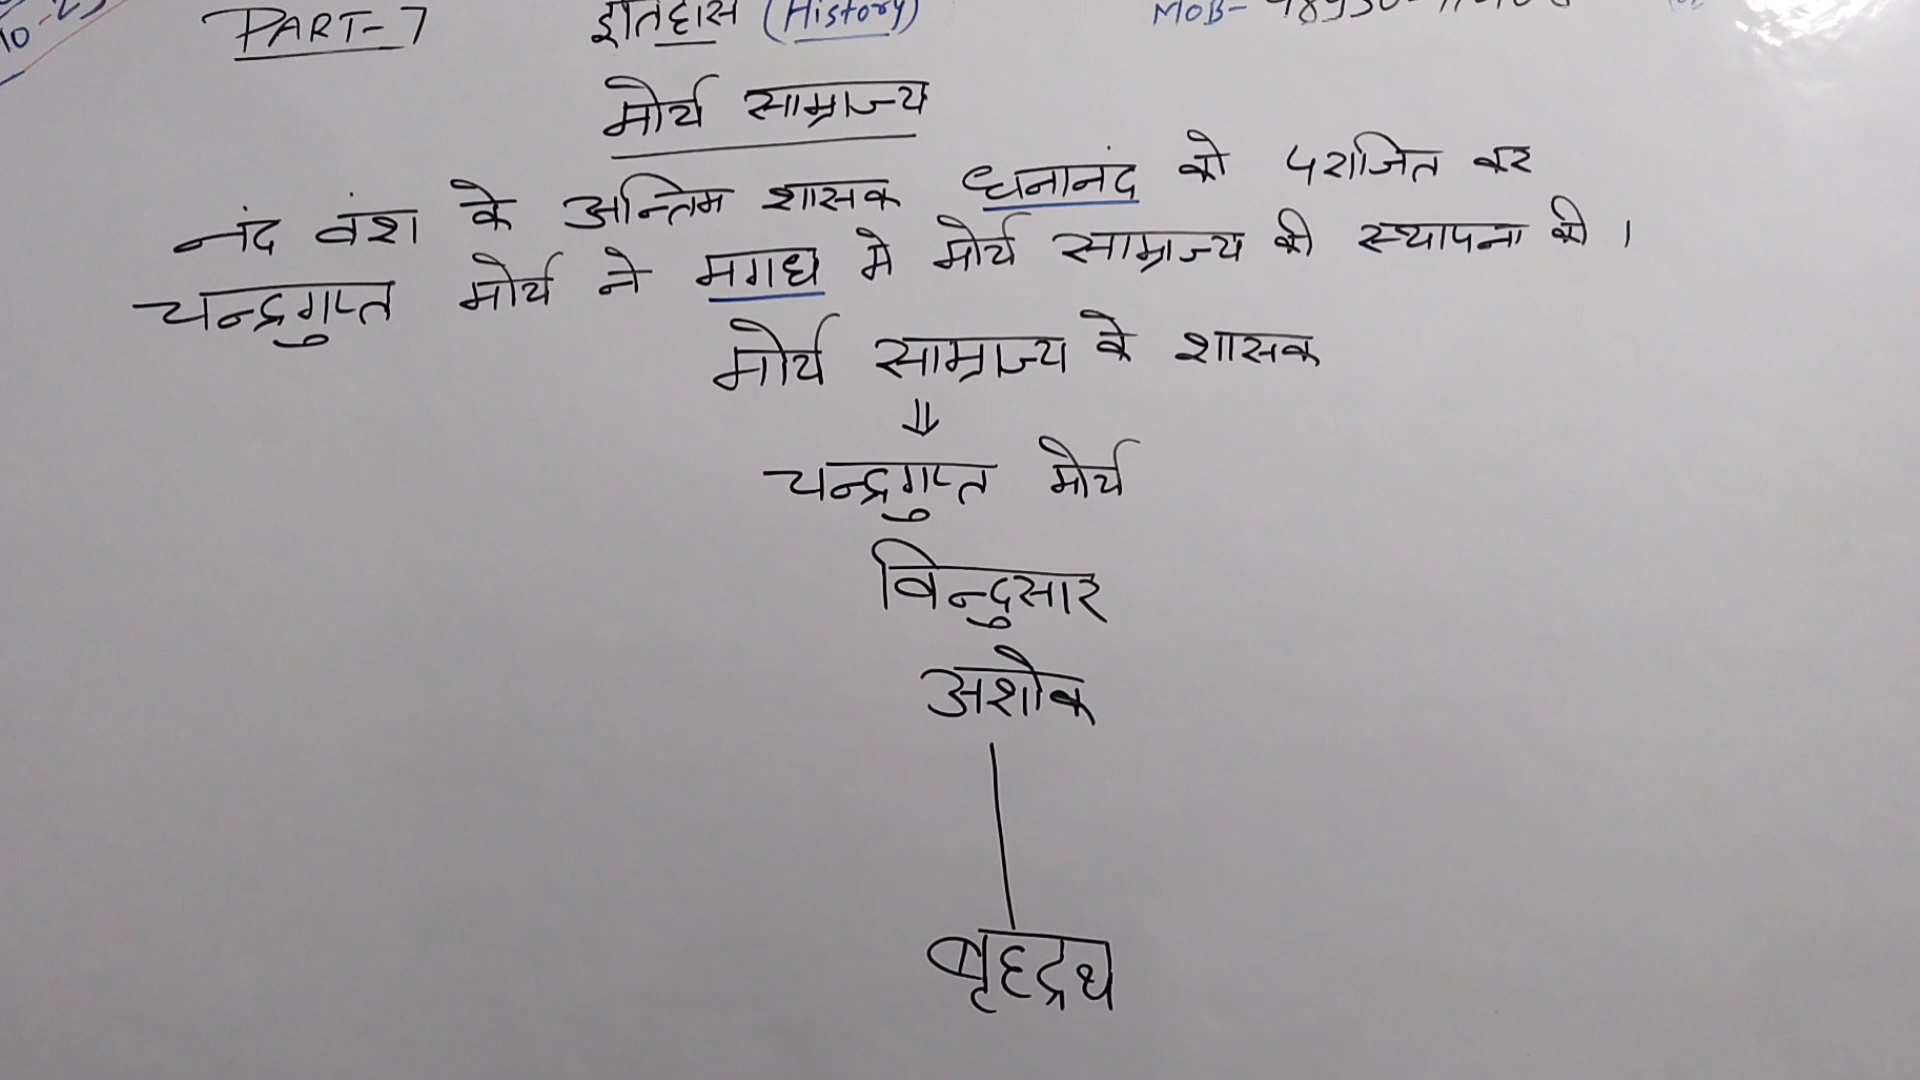 PART-7 इतिहास (History) MOB-
मौर्य साम्राज्य
नंद वंश के अन्तिम शासक धनानंद को पराजित कर
चन्द्रगुप्त मौर्य ने मगध मे मौर्य साम्राज्य की स्थापना की ।
मौर्य साम्राज्य के शासक
⇓
चन्द्रगुप्त मौर्य
विन्दुसार
अशोक
बृहद्रथ